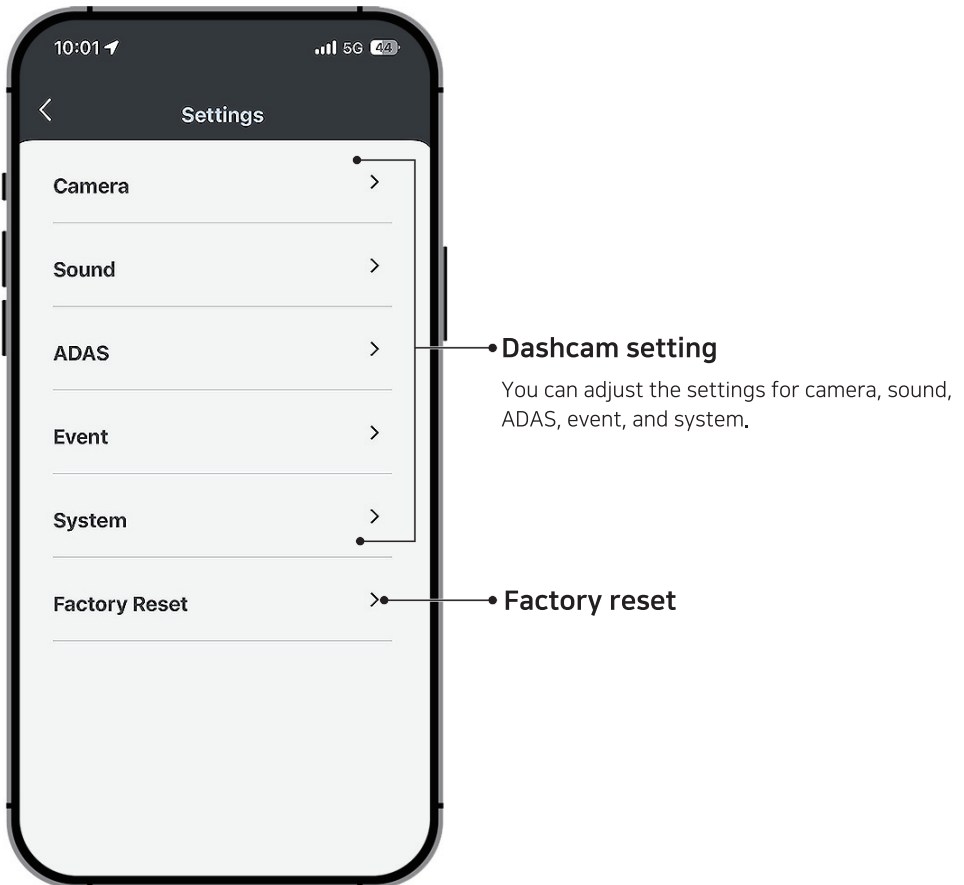 10:01 5G 44
Settings
Camera
Sound
ADAS
Event
System
Factory Reset
Dashcam setting
You can adjust the settings for camera, sound,
ADAS, event, and system.
Factory reset